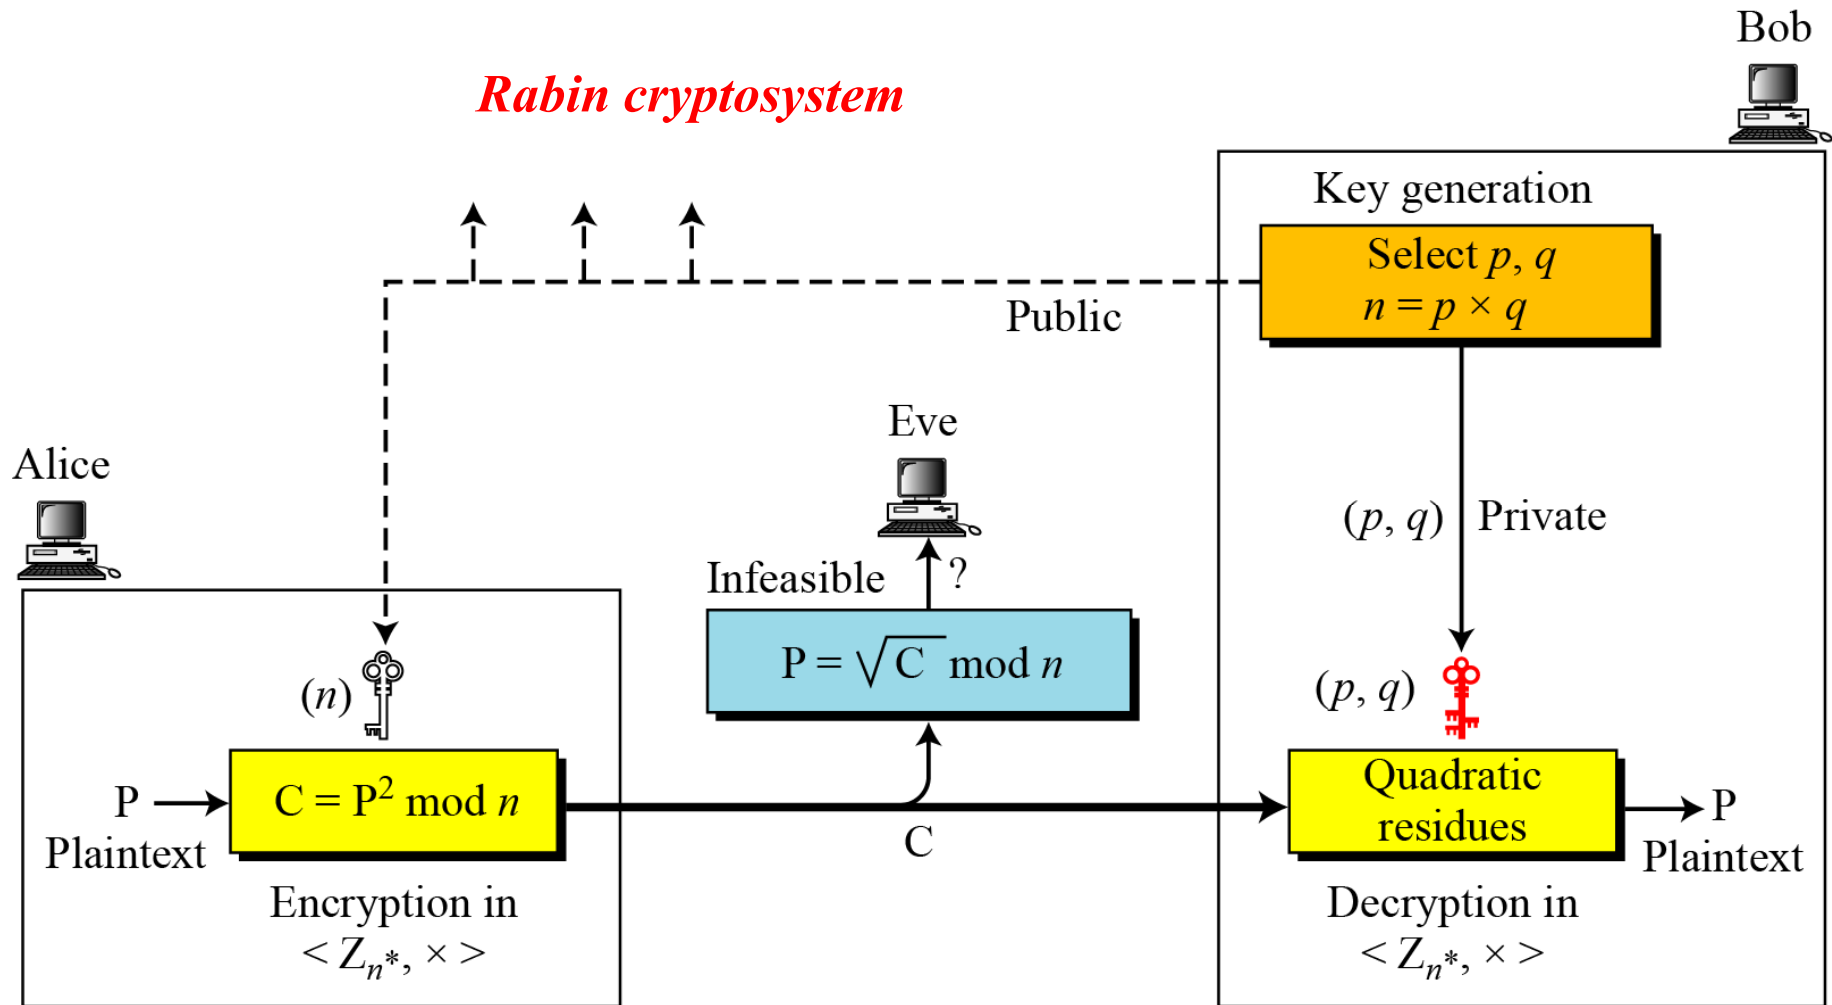 Bob
Rabin cryptosystem
Key generation
Select p, q
n = p × q
Public
Eve
Alice
(p, q) Private
Infeasible ?
P = √C mod n
(n)
(p, q)
P
Plaintext
C = P² mod n
C
Quadratic
residues
P
Plaintext
Encryption in
< Zₙ*, × >
Decryption in
< Zₙ*, × >